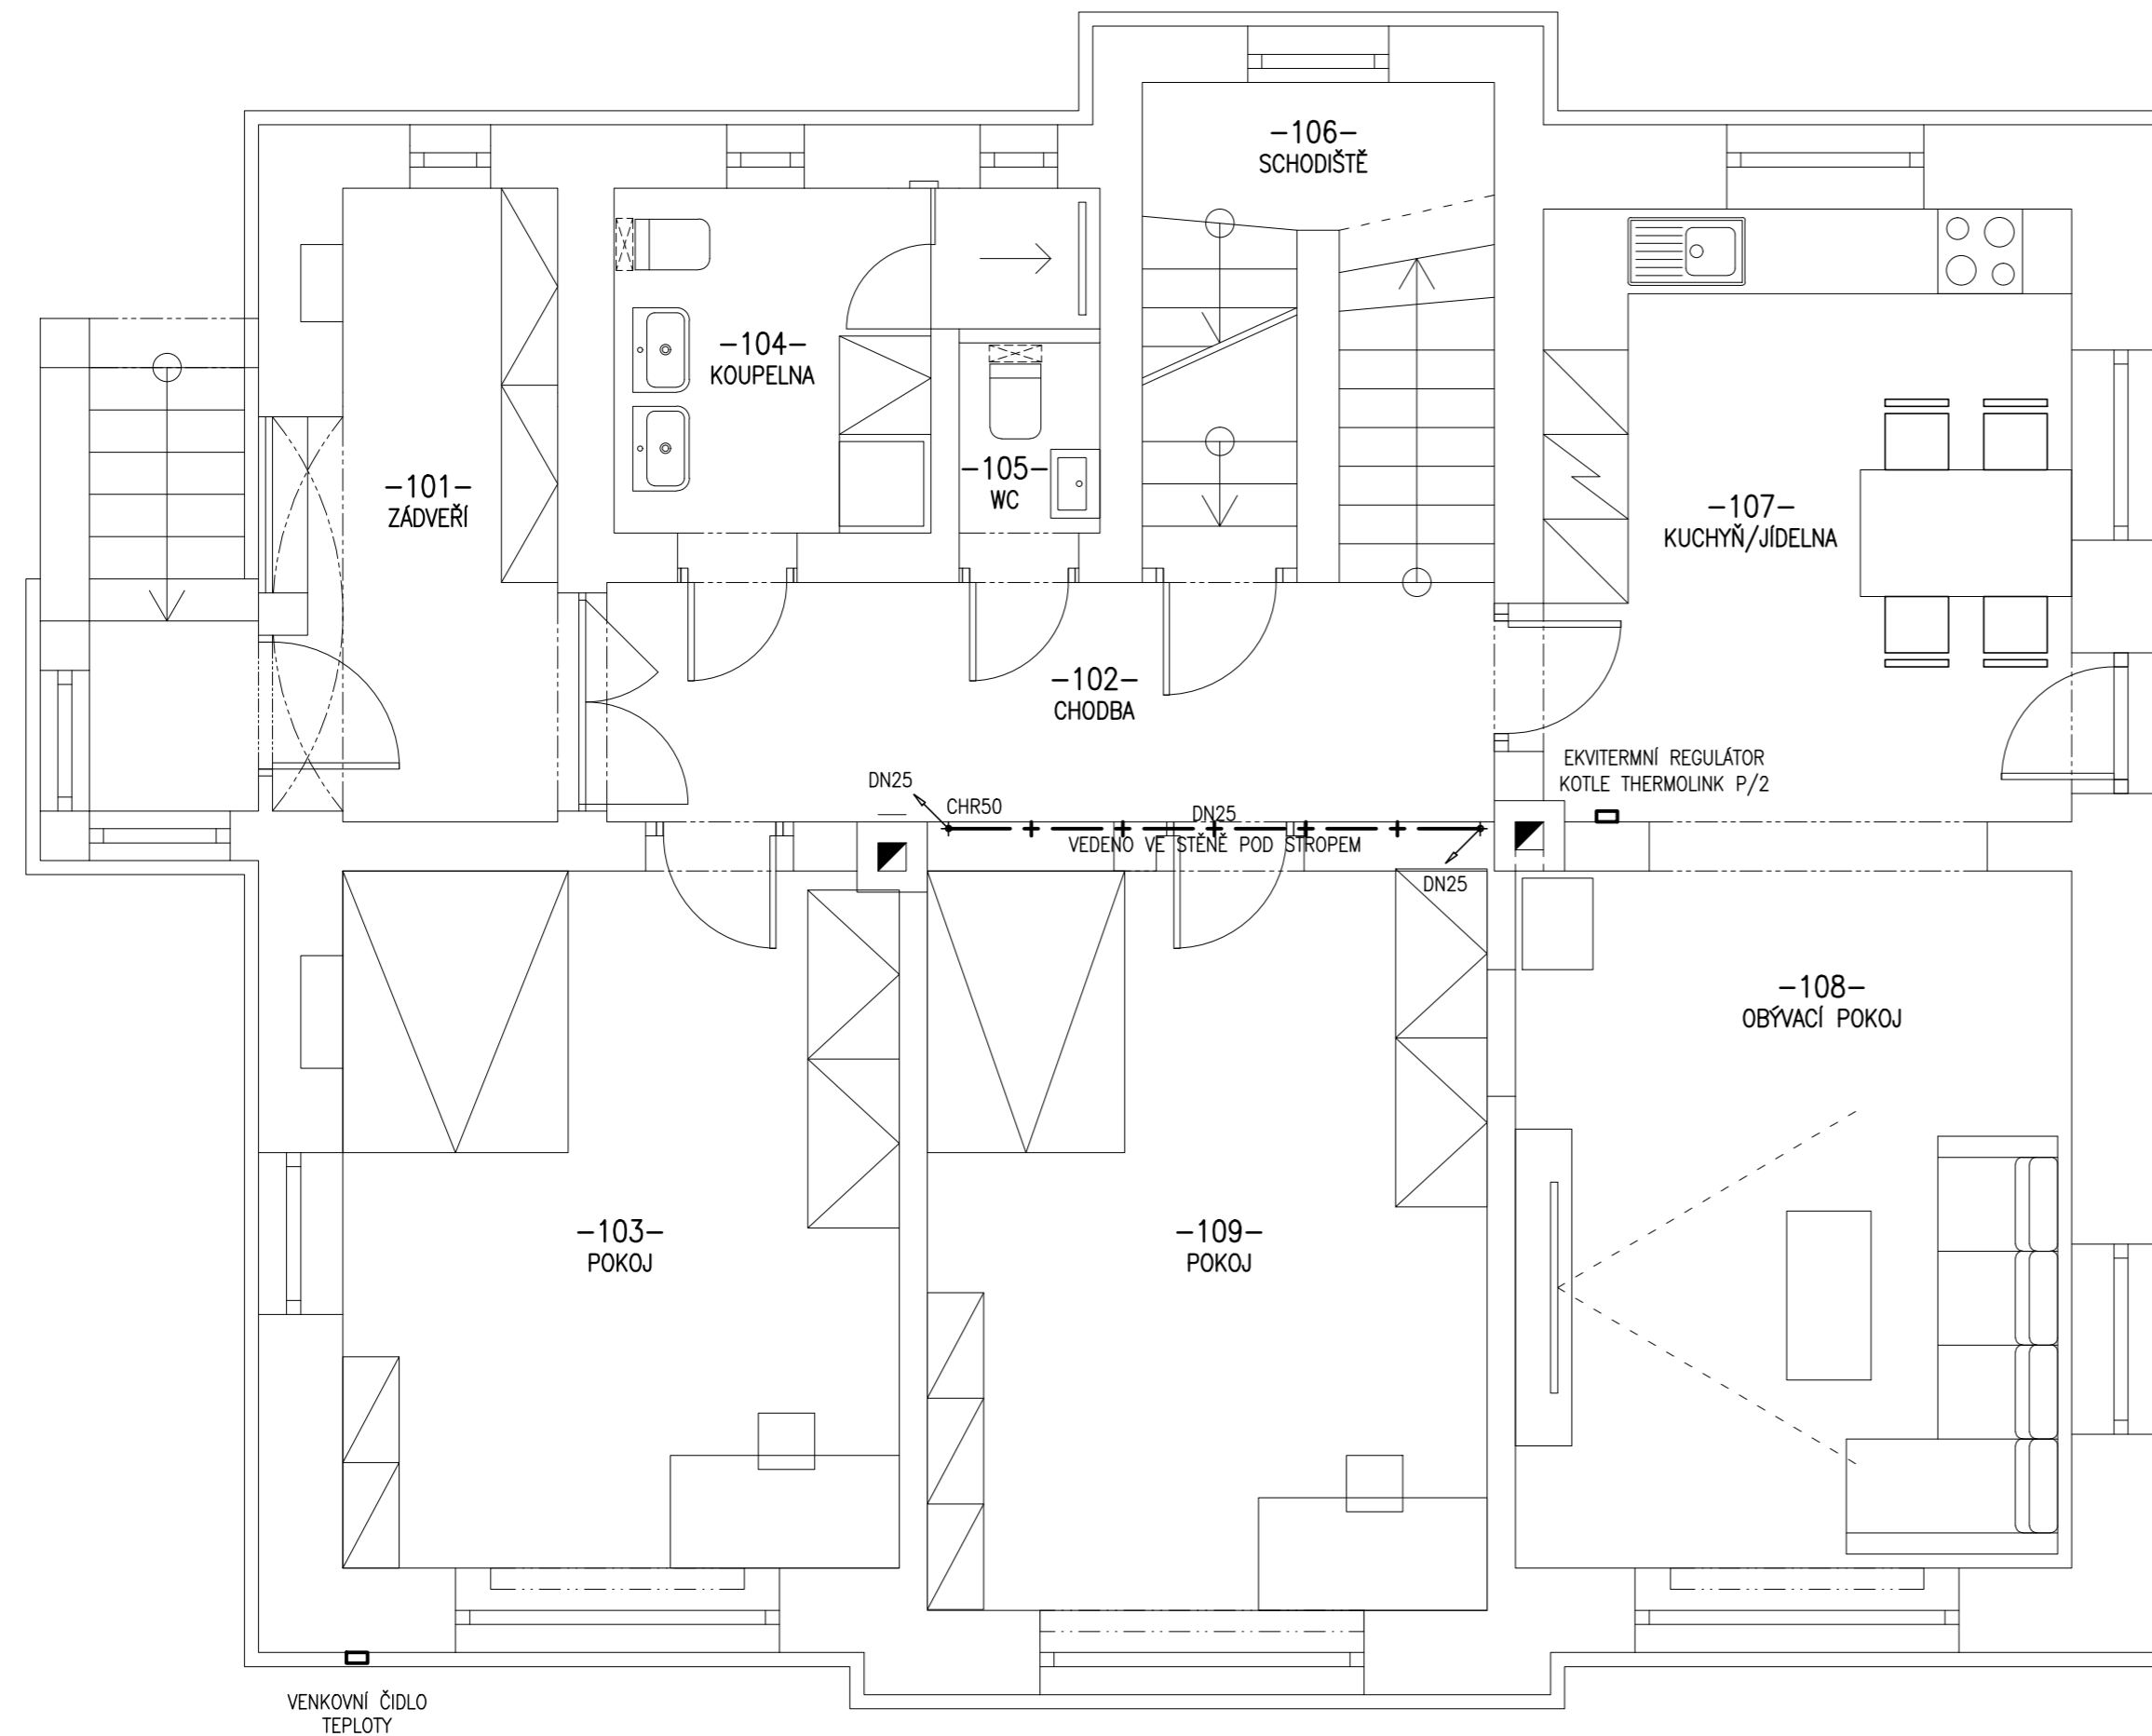 -106-
SCHODIŠTĚ
-104-
KOUPELNA
-105-
WC
-101-
ZÁDVEŘÍ
-107-
KUCHYŇ/JÍDELNA
-102-
CHODBA
EKVITERMNÍ REGULÁTOR
KOTLE THERMOLINK P/2
DN25
CHR50
DN25
VEDENO VE STĚNĚ POD STROPEM
DN25
-108-
OBÝVACÍ POKOJ
-103-
POKOJ
-109-
POKOJ
VENKOVNÍ ČIDLO
TEPLOTY